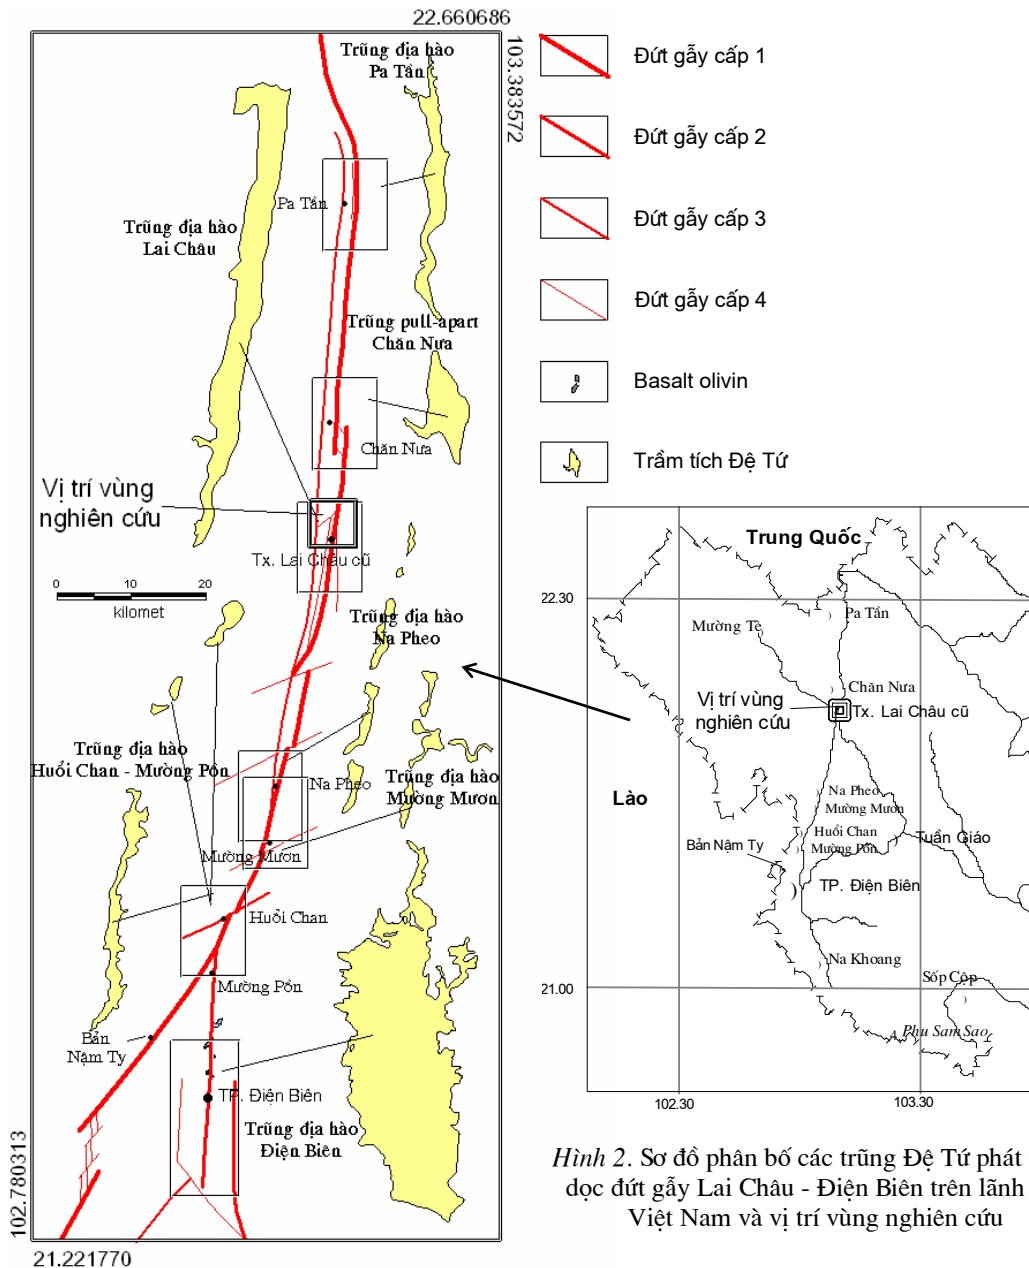 22.660686
103.383572
Trũng địa hào
Pa Tần
Pa Tần
Trũng địa hào
Lai Châu
Trũng pull-apart
Chăn Nưa
Chăn Nưa
Vị trí vùng
nghiên cứu
Tx. Lai Châu cũ
0 10 20
kilomet
Trũng địa hào
Na Pheo
Trũng địa hào
Huổi Chan - Mường Pồn
Na Pheo
Trũng địa hào
Mường Mươn
Mường Mươn
Huổi Chan
Mường Pồn
Bản
Nậm Ty
TP. Điện Biên
Trũng địa hào
Điện Biên
102.780313
21.221770
Đứt gẫy cấp 1
Đứt gẫy cấp 2
Đứt gẫy cấp 3
Đứt gẫy cấp 4
Basalt olivin
Trầm tích Đệ Tứ
Trung Quốc
22.30
Pa Tần
Mường Tè
Chăn Nưa
Vị trí vùng
nghiên cứu
Tx. Lai Châu cũ
Lào
Na Pheo
Mường Mươn
Huổi Chan
Mường Pồn
Bản Nậm Ty
Tuần Giáo
TP. Điện Biên
Na Khoang
Sốp Cộp
21.00
Phu Sam Sao
102.30
103.30
Hình 2. Sơ đồ phân bố các trũng Đệ Tứ phát
dọc đứt gẫy Lai Châu - Điện Biên trên lãnh
Việt Nam và vị trí vùng nghiên cứu